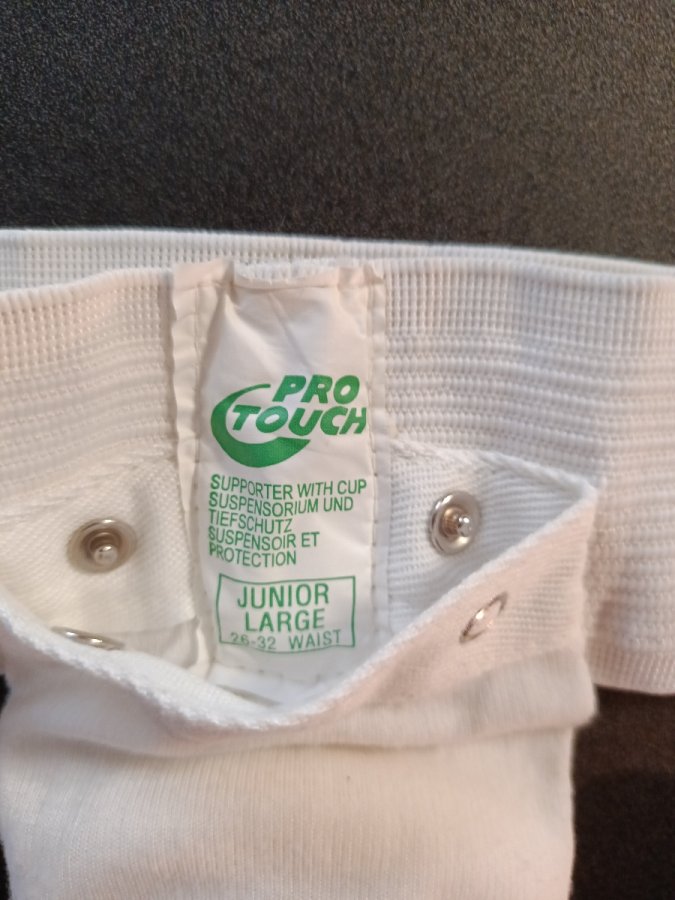 PRO
TOUCH
SUPPORTER WITH CUP
SUSPENSORIUM UND
TIEFSCHUTZ
SUSPENSOIR ET
PROTECTION
JUNIOR
LARGE
26-32 WAIST